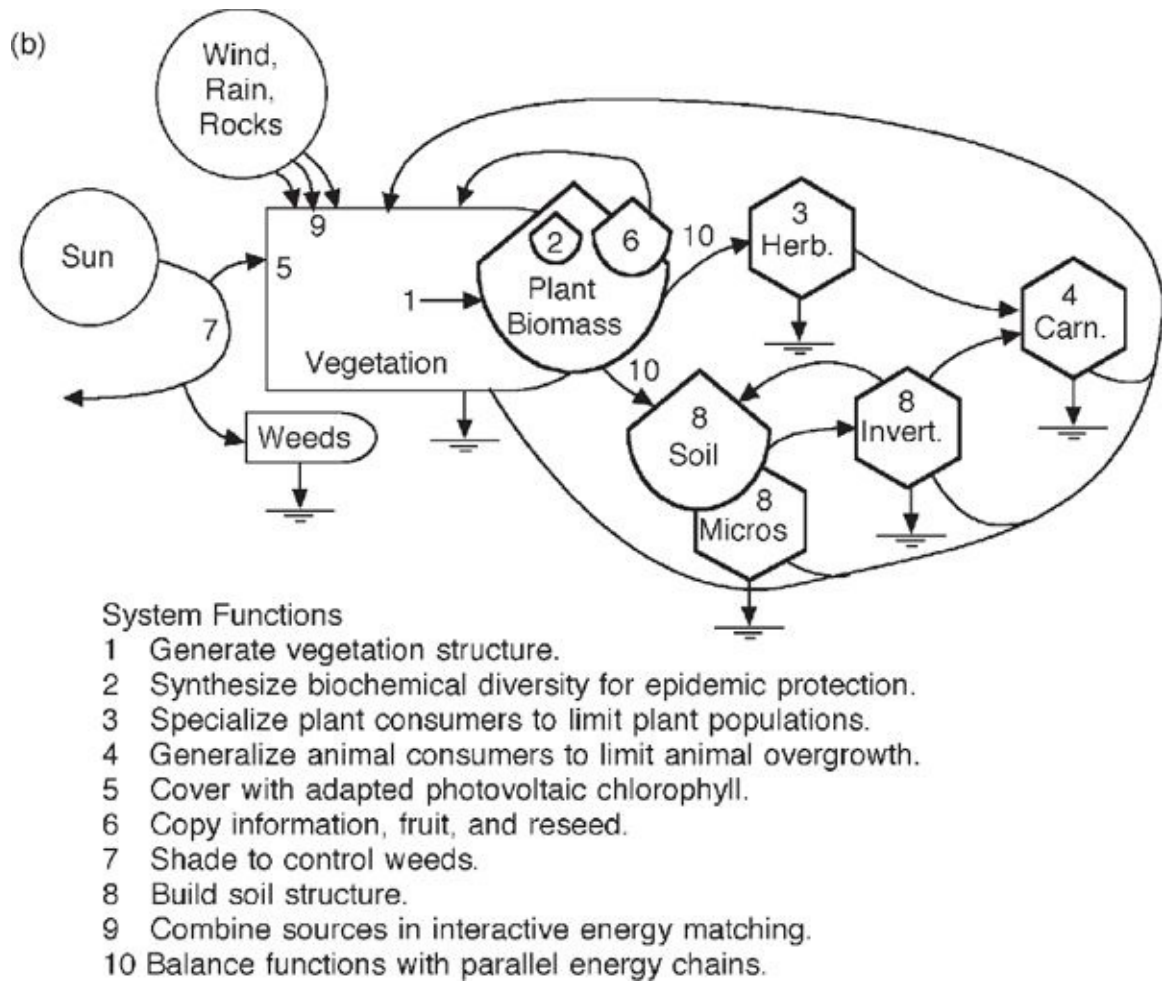 (b)
Wind,
Rain,
Rocks
Sun
9
5
7
2
6
10
3
Herb.
1
Plant
Biomass
4
Carn.
Vegetation
10
8
Soil
8
Invert.
Weeds
8
Micros
System Functions
1 Generate vegetation structure.
2 Synthesize biochemical diversity for epidemic protection.
3 Specialize plant consumers to limit plant populations.
4 Generalize animal consumers to limit animal overgrowth.
5 Cover with adapted photovoltaic chlorophyll.
6 Copy information, fruit, and reseed.
7 Shade to control weeds.
8 Build soil structure.
9 Combine sources in interactive energy matching.
10 Balance functions with parallel energy chains.